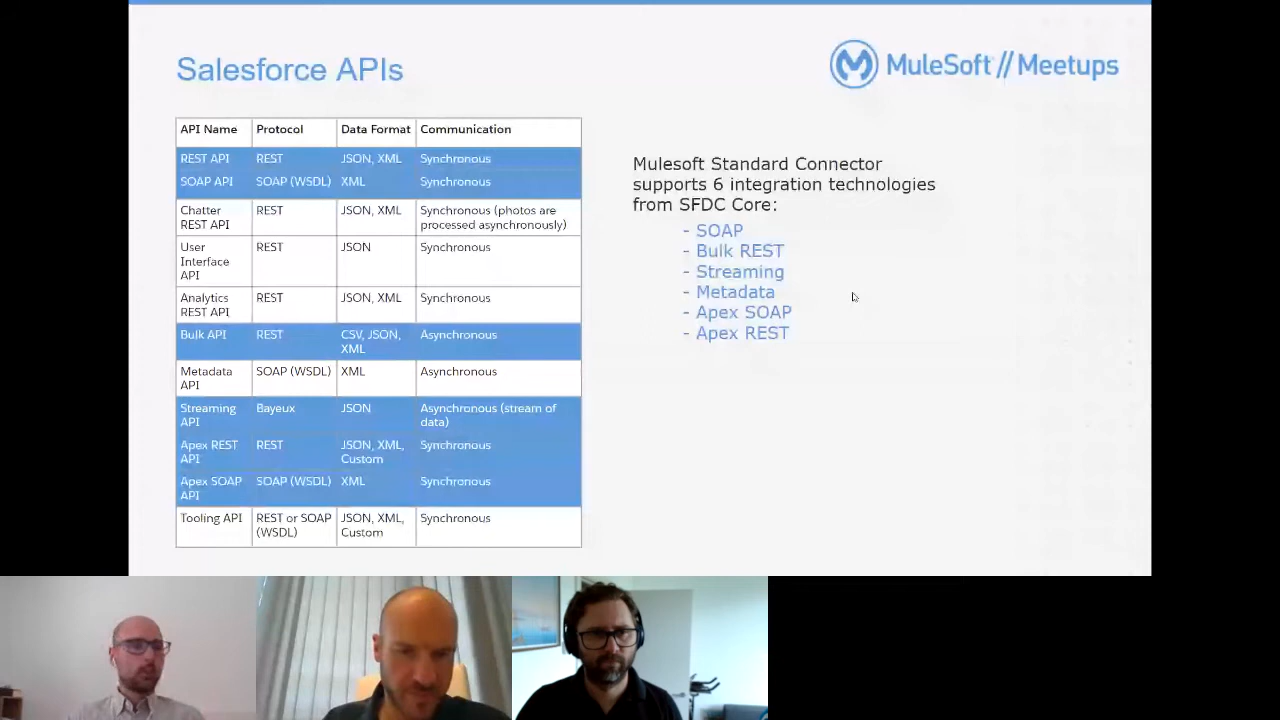 Salesforce APIs
MuleSoft // Meetups
API Name Protocol Data Format Communication
REST API REST JSON, XML Synchronous
SOAP API SOAP (WSDL) XML Synchronous
Chatter REST JSON, XML Synchronous (photos are
REST API processed asynchronously)
User REST JSON Synchronous
Interface
API
Analytics REST JSON, XML Synchronous
REST API
Bulk API REST CSV, JSON, Asynchronous
XML
Metadata SOAP (WSDL) XML Asynchronous
API
Streaming Bayeux JSON Asynchronous (stream of
API data)
Apex REST REST JSON, XML, Synchronous
API Custom
Apex SOAP SOAP (WSDL) XML Synchronous
API
Tooling API REST or SOAP JSON, XML, Synchronous
(WSDL) Custom
Mulesoft Standard Connector
supports 6 integration technologies
from SFDC Core:
- SOAP
- Bulk REST
- Streaming
- Metadata
- Apex SOAP
- Apex REST